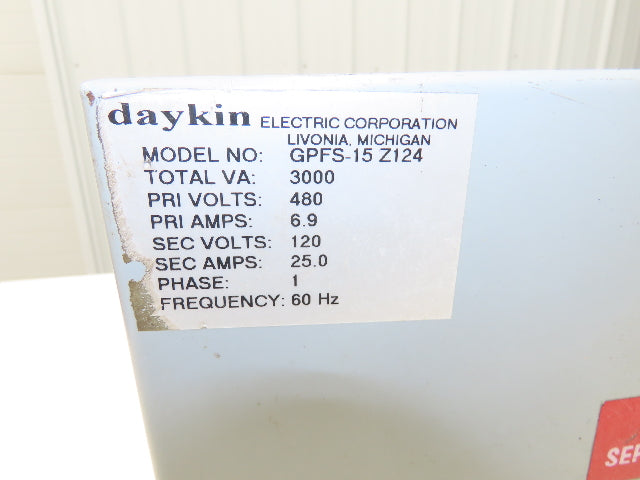 daykin ELECTRIC CORPORATION
LIVONIA, MICHIGAN
MODEL NO: GPFS-15 Z124
TOTAL VA: 3000
PRI VOLTS: 480
PRI AMPS: 6.9
SEC VOLTS: 120
SEC AMPS: 25.0
PHASE: 1
FREQUENCY: 60 Hz